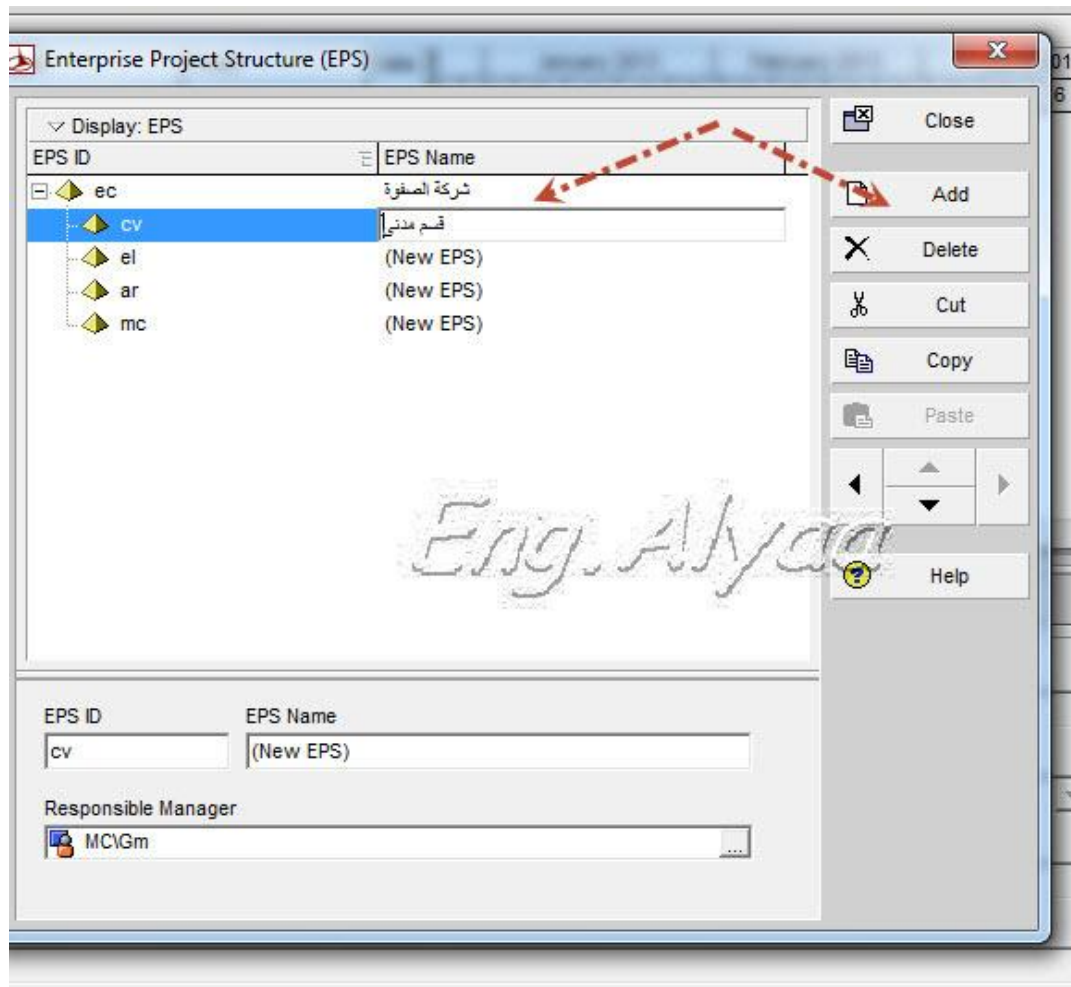 Enterprise Project Structure (EPS)
Display: EPS
EPS ID EPS Name
ec شركة الصفوة
cv قسم مدني
el (New EPS)
ar (New EPS)
mc (New EPS)
Close
Add
Delete
Cut
Copy
Paste
Help
Eng. Alyaa
EPS ID EPS Name
cv (New EPS)
Responsible Manager
MC\Gm
...
01
6